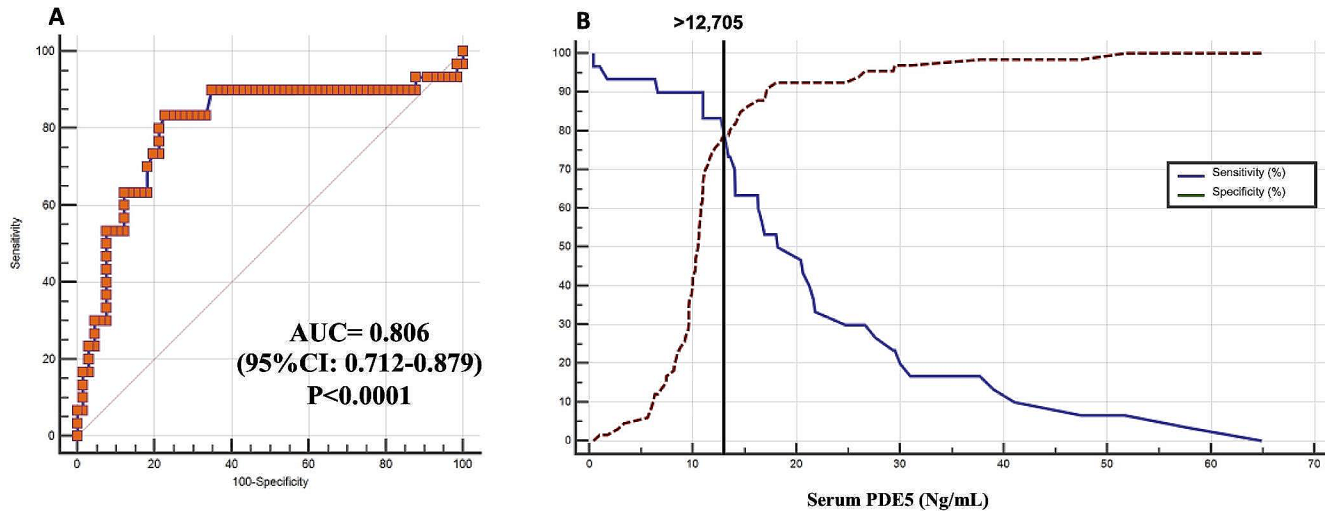 A
100
80
60
40
20
0
Sensitivity
0 20 40 60 80 100
100-Specificity
AUC= 0.806
(95%CI: 0.712-0.879)
P<0.0001
B
>12,705
100
90
80
70
60
50
40
30
20
10
0
Sensitivity (%)
Specificity (%)
0 10 20 30 40 50 60 70
Serum PDE5 (Ng/mL)